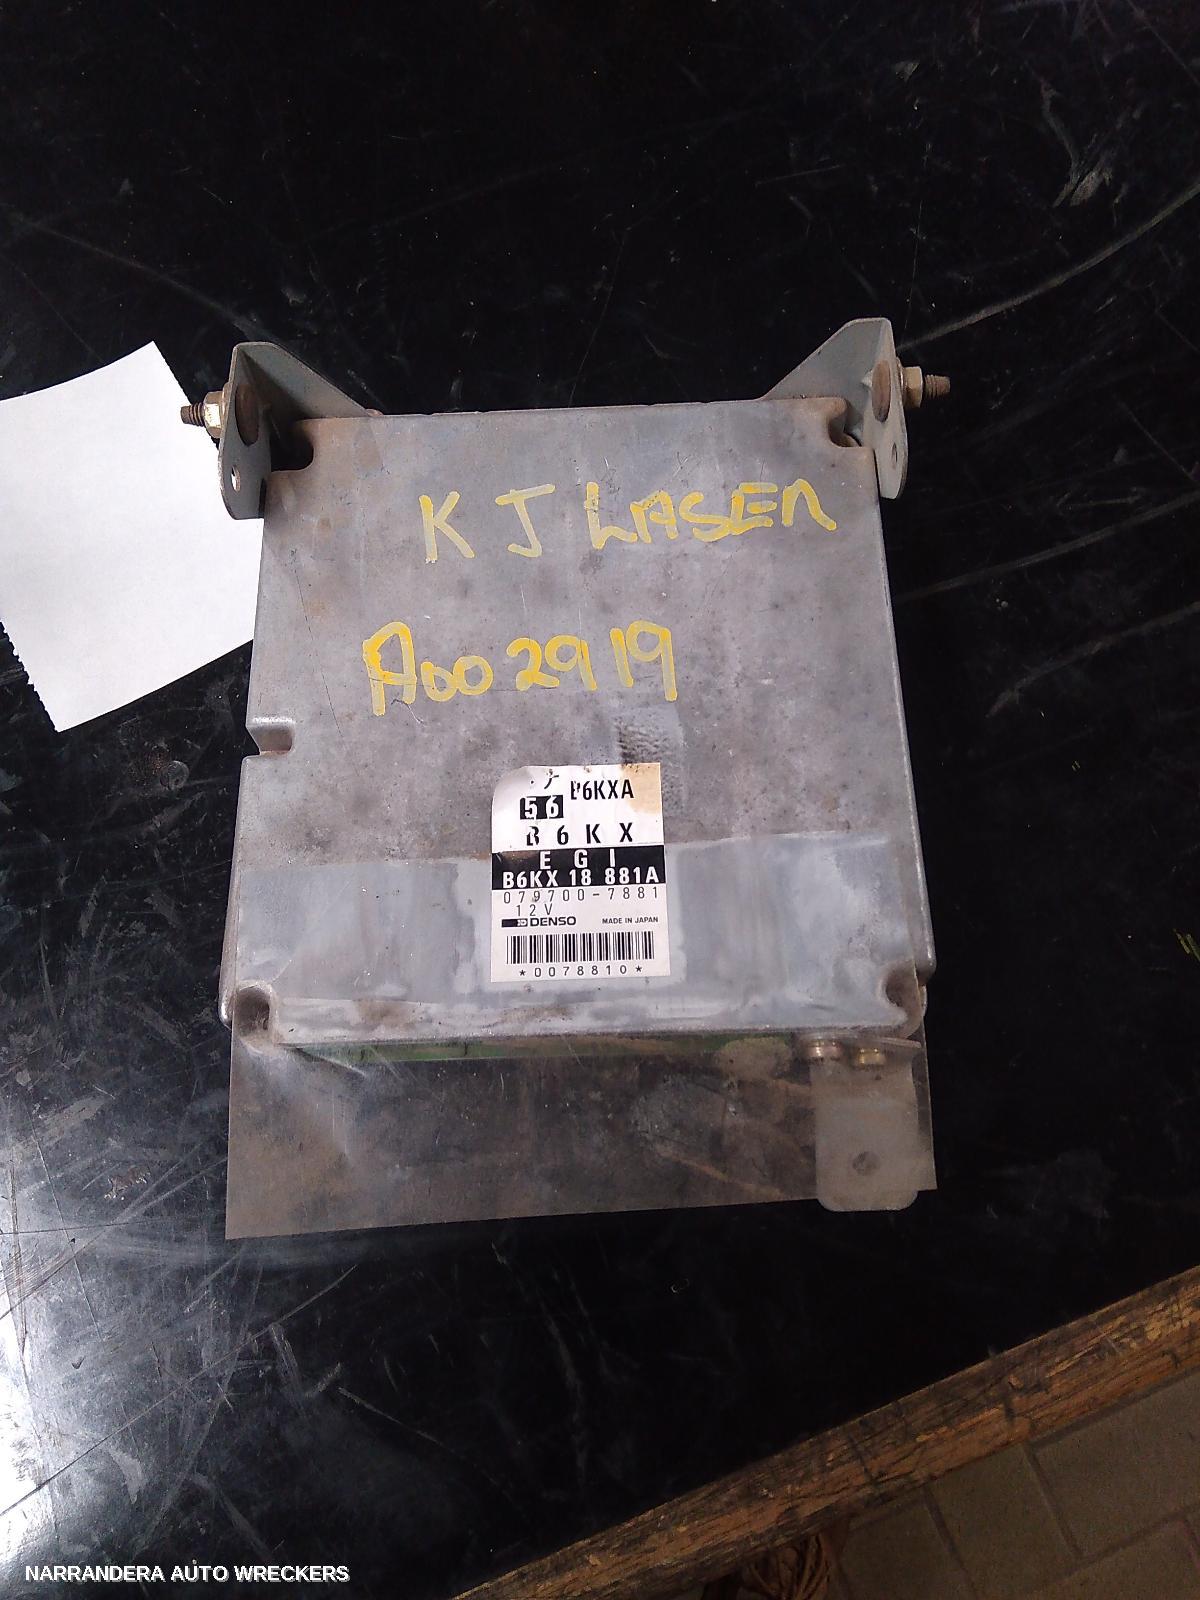 KJ LASER
A002919
B6KXA
56
B6KX
EGI
B6KX 18 881A
079700-7881
12V
DENSO MADE IN JAPAN
*0078810*
NARRANDERA AUTO WRECKERS